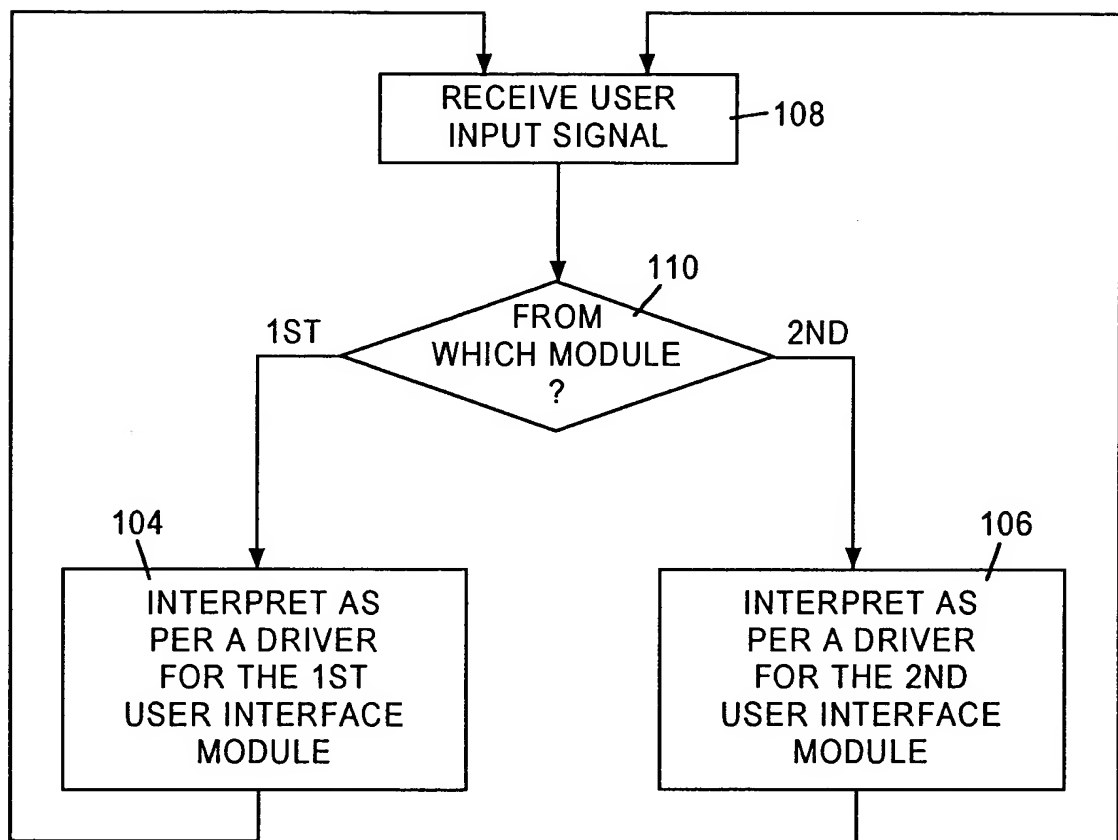 RECEIVE USER
INPUT SIGNAL
108
110
FROM
WHICH MODULE
?
1ST
2ND
104
INTERPRET AS
PER A DRIVER
FOR THE 1ST
USER INTERFACE
MODULE
106
INTERPRET AS
PER A DRIVER
FOR THE 2ND
USER INTERFACE
MODULE